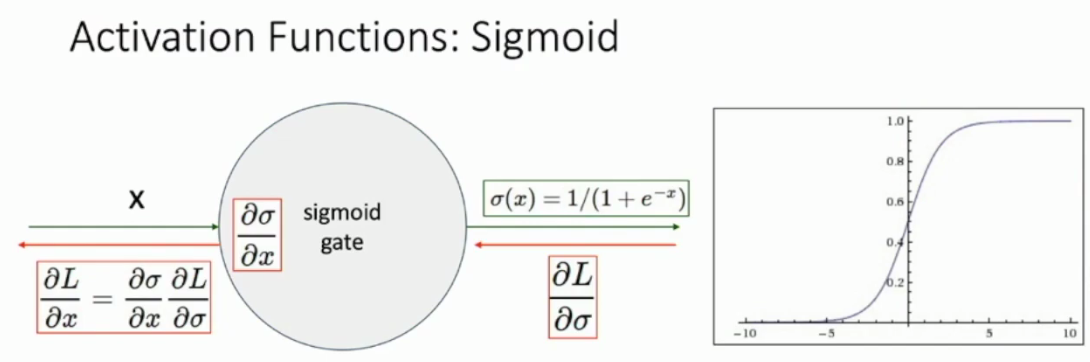 Activation Functions: Sigmoid
x
∂L/∂x = ∂σ/∂x ∂L/∂σ
∂σ/∂x
sigmoid
gate
σ(x) = 1/(1 + e^{-x})
∂L/∂σ
1.0
0.8
0.6
0.4
0.2
-10
-5
5
10